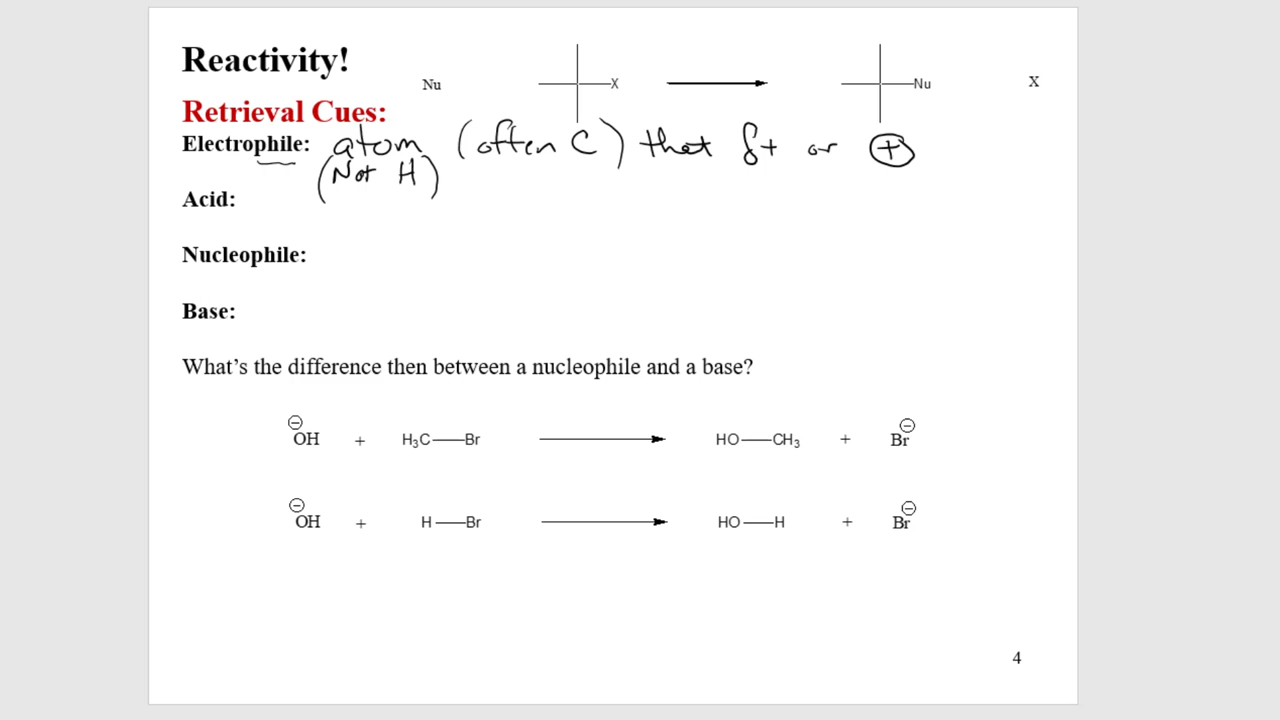 Reactivity!
Nu X Nu X
Retrieval Cues:
Electrophile: atom (often C) that δ+ or ⊕
(Not H)
Acid:
Nucleophile:
Base:
What's the difference then between a nucleophile and a base?
⊖ ⊖
OH + H₃C—Br HO—CH₃ + Br
⊖ ⊖
OH + H—Br HO—H + Br
4